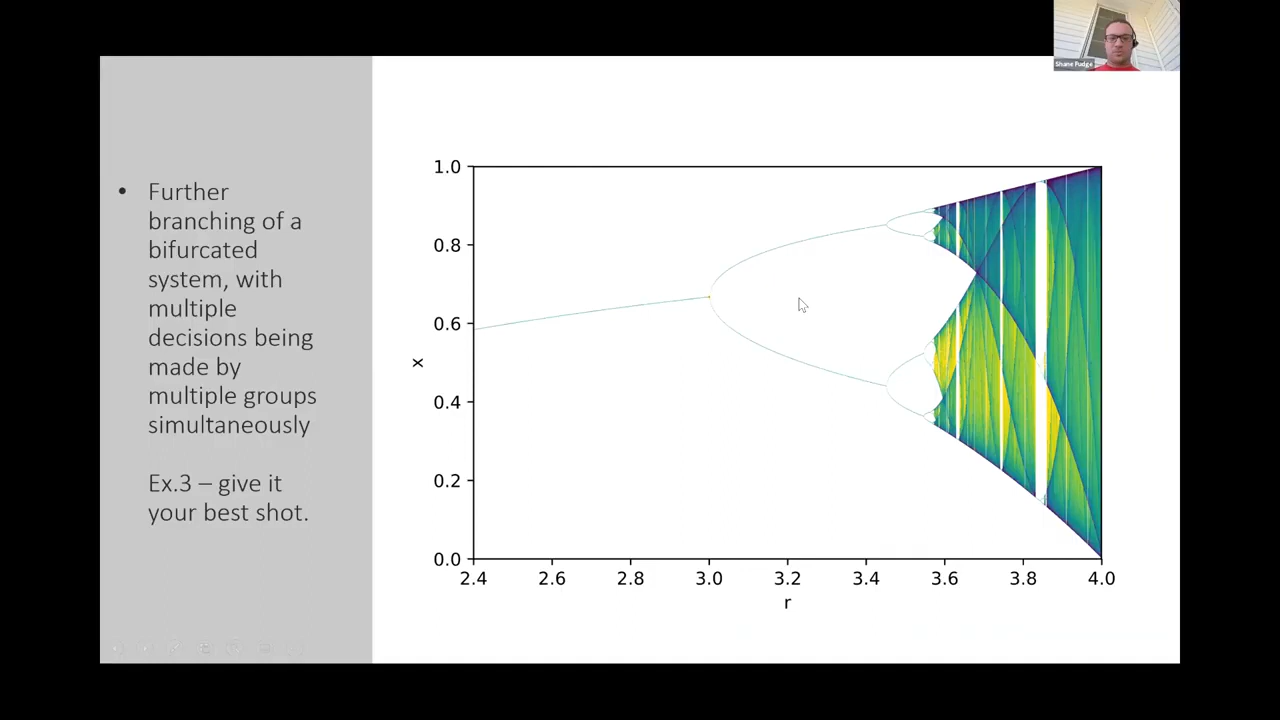 Shane Fudge
• Further
branching of a
bifurcated
system, with
multiple
decisions being
made by
multiple groups
simultaneously
Ex.3 – give it
your best shot.
1.0
0.8
0.6
0.4
0.2
0.0
x
2.4 2.6 2.8 3.0 3.2 3.4 3.6 3.8 4.0
r